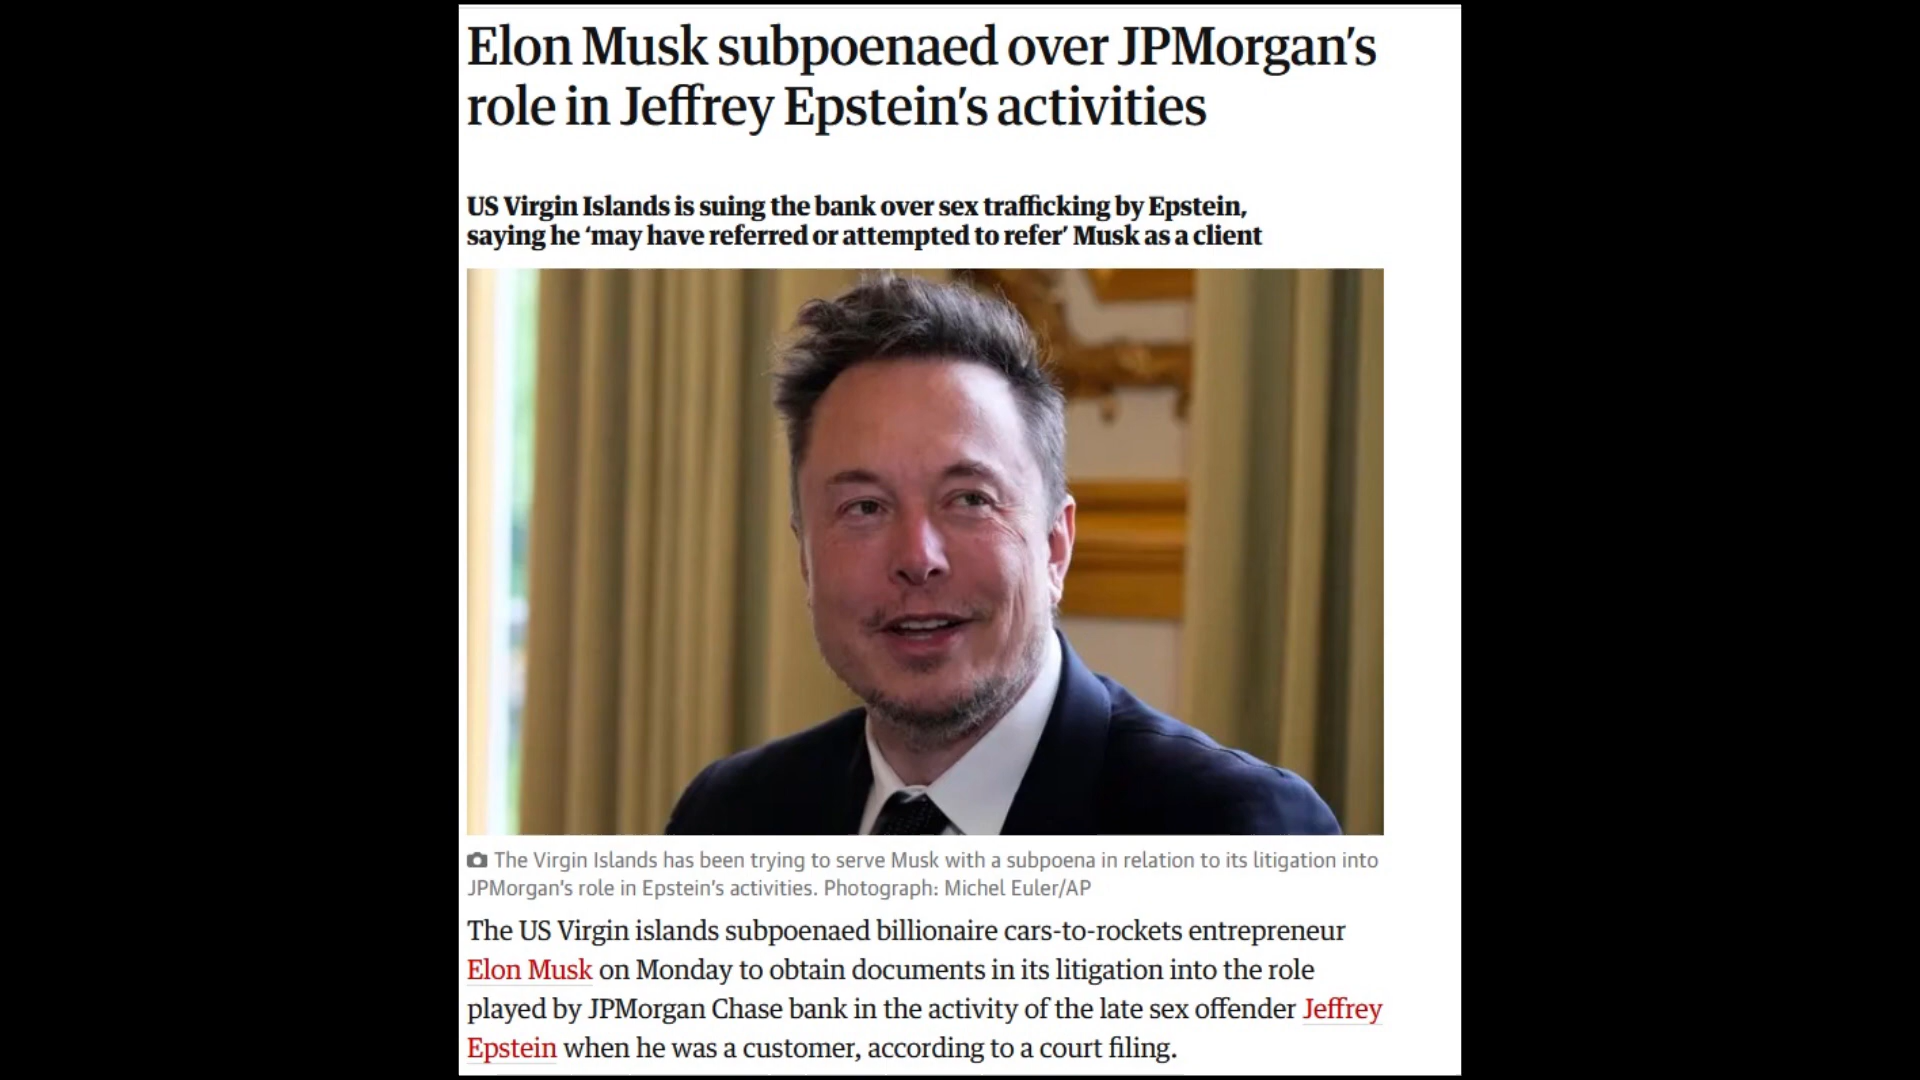 Elon Musk subpoenaed over JPMorgan’s
role in Jeffrey Epstein’s activities
US Virgin Islands is suing the bank over sex trafficking by Epstein,
saying he ‘may have referred or attempted to refer’ Musk as a client
The Virgin Islands has been trying to serve Musk with a subpoena in relation to its litigation into
JPMorgan's role in Epstein's activities. Photograph: Michel Euler/AP
The US Virgin islands subpoenaed billionaire cars-to-rockets entrepreneur
Elon Musk on Monday to obtain documents in its litigation into the role
played by JPMorgan Chase bank in the activity of the late sex offender Jeffrey
Epstein when he was a customer, according to a court filing.